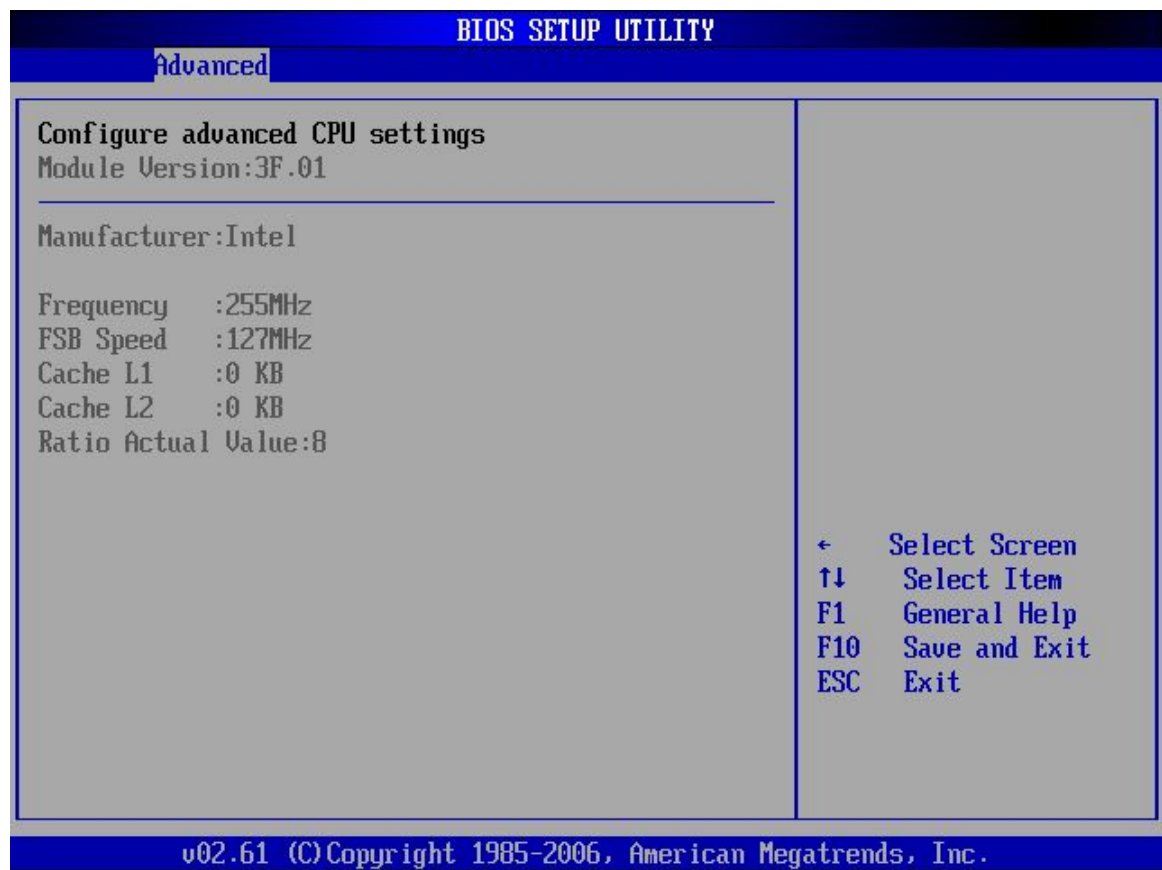 BIOS SETUP UTILITY
Advanced
Configure advanced CPU settings
Module Version:3F.01
Manufacturer:Intel
Frequency   :255MHz
FSB Speed   :127MHz
Cache L1    :0 KB
Cache L2    :0 KB
Ratio Actual Value:8
←    Select Screen
↑↓    Select Item
F1    General Help
F10   Save and Exit
ESC   Exit
v02.61 (C)Copyright 1985-2006, American Megatrends, Inc.